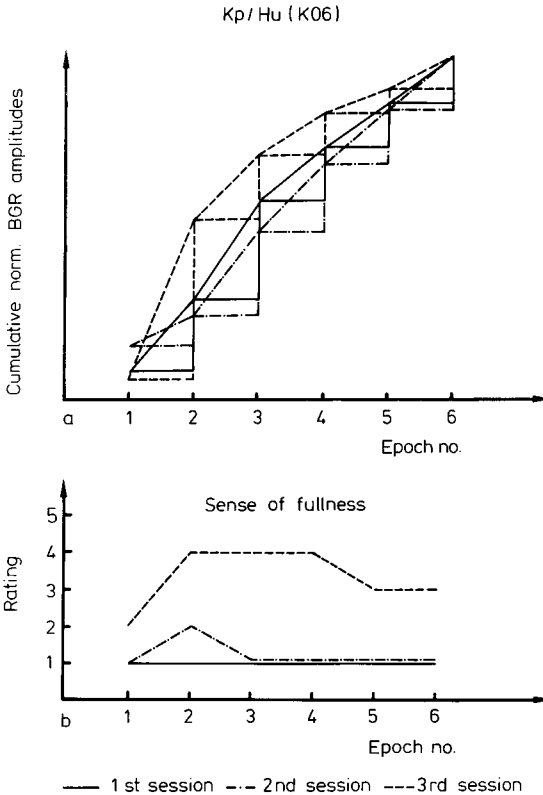 Kp/Hu (K06)
Cumulative norm. BGR amplitudes
a
1 2 3 4 5 6
Epoch no.
Sense of fullness
Rating
5
4
3
2
1
b
1 2 3 4 5 6
Epoch no.
1st session 2nd session 3rd session